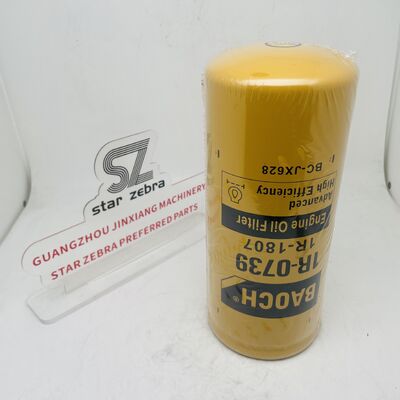 SZ
star zebra
GUANGZHOU JINXIANG MACHINERY
STAR ZEBRA PREFERRED PARTS
BAOCH®
1R-0739
1R-1807
Engine Oil Filter
Advanced
High Efficiency
BC-JX628